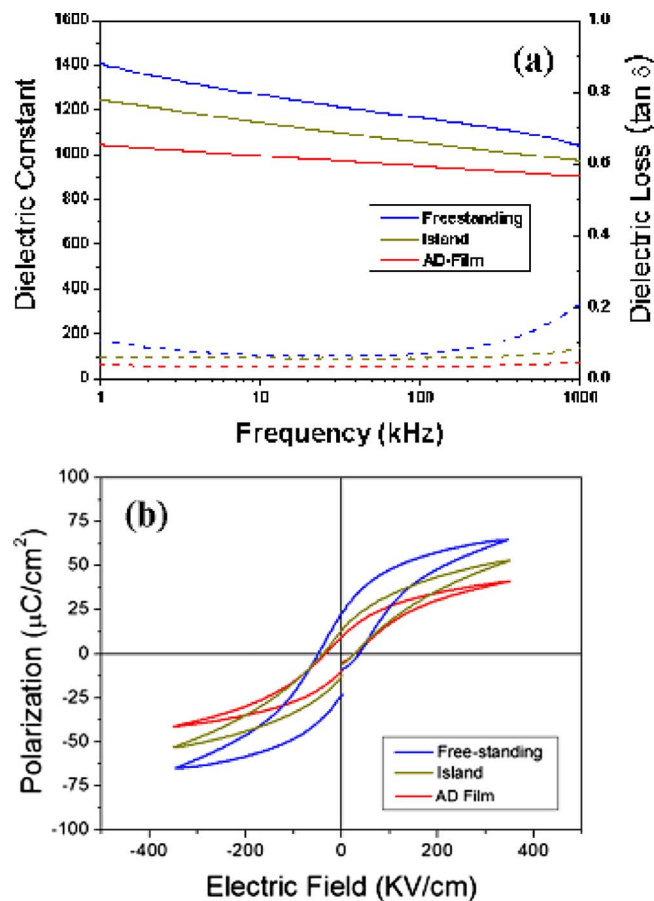 (a)
Dielectric Constant
1600
1400
1200
1000
800
600
400
200
0
1
10
100
1000
Frequency (kHz)
1.0
0.8
0.6
0.4
0.2
0.0
Dielectric Loss (tan δ)
Freestanding
Island
AD-Film
(b)
Polarization (μC/cm²)
100
75
50
25
0
-25
-50
-75
-100
-400
-200
0
200
400
Electric Field (KV/cm)
Free-standing
Island
AD Film